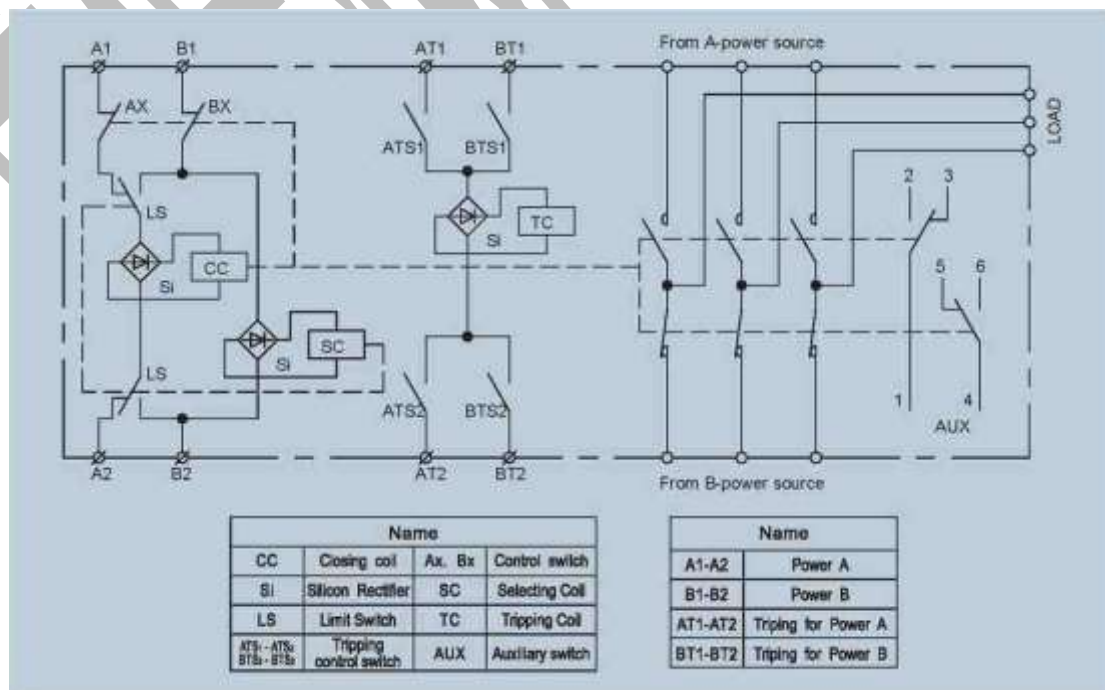 A1 B1 AT1 BT1 From A-power source
AX BX
LOAD
ATS1 BTS1
2 3
LS
TC
Si
CC
5 6
Si
SC
Si
LS
ATS2 BTS2
1 4
AUX
A2 B2 AT2 BT2
From B-power source
Name
CC Closing coil Ax, Bx Control switch
Si Silicon Rectifier SC Selecting Coil
LS Limit Switch TC Tripping Coil
Tripping
control switch AUX Auxiliary switch
Name
A1-A2 Power A
B1-B2 Power B
AT1-AT2 Triping for Power A
BT1-BT2 Triping for Power B